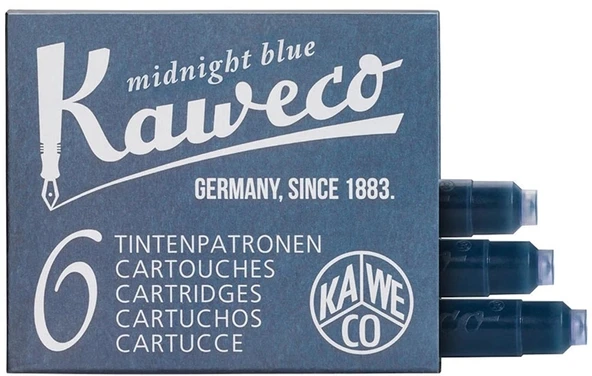 midnight blue
Kaweco
GERMANY, SINCE 1883.
6
TINTENPATRONEN
CARTOUCHES
CARTRIDGES
CARTUCHOS
CARTUCCE
KA WE
CO